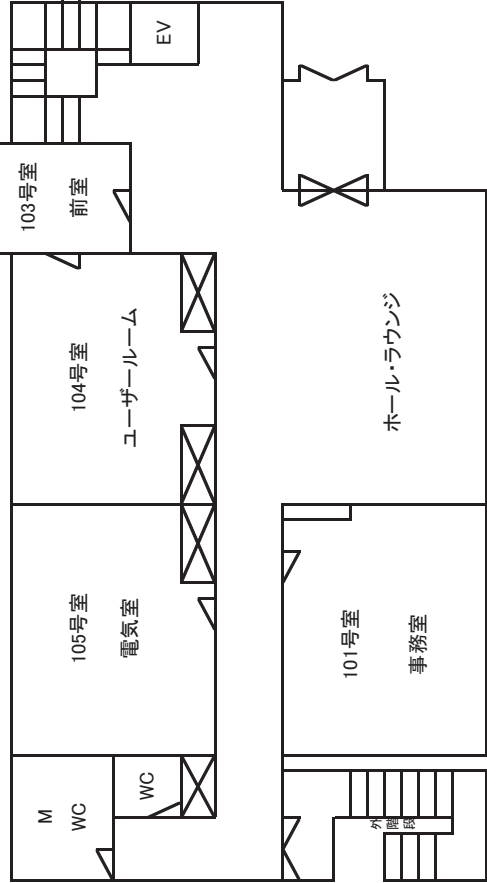 EV
103号室
前室
104号室
ユーザールーム
ホール・ラウンジ
105号室
電気室
101号室
事務室
M
WC
WC
外
階
段